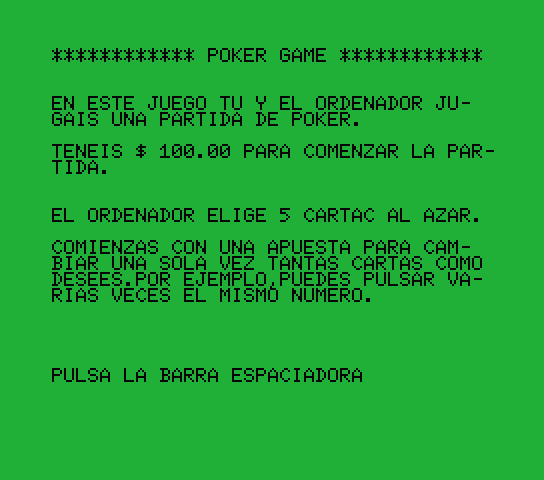 ************ POKER GAME ************
EN ESTE JUEGO TU Y EL ORDENADOR JU-
GAIS UNA PARTIDA DE POKER.
TENEIS $ 100.00 PARA COMENZAR LA PAR-
TIDA.
EL ORDENADOR ELIGE 5 CARTAC AL AZAR.
COMIENZAS CON UNA APUESTA PARA CAM-
BIAR UNA SOLA VEZ TANTAS CARTAS COMO
DESEES.POR EJEMPLO,PUEDES PULSAR VA-
RIAS VECES EL MISMO NUMERO.
PULSA LA BARRA ESPACIADORA